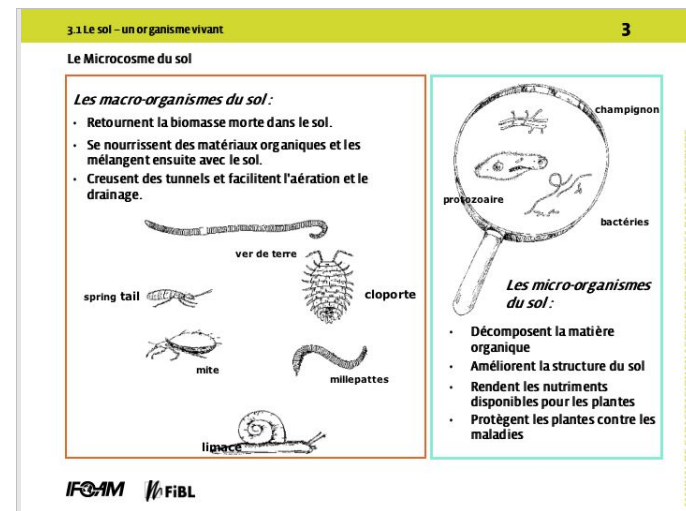 3.1 Le sol – un organisme vivant
3
Le Microcosme du sol
Les macro-organismes du sol :
• Retournent la biomasse morte dans le sol.
• Se nourrissent des matériaux organiques et les
mélangent ensuite avec le sol.
• Creusent des tunnels et facilitent l'aération et le
drainage.
ver de terre
spring tail
cloporte
mite
millepattes
limace
champignon
protozoaire
bactéries
Les micro-organismes
du sol :
• Décomposent la matière
organique
• Améliorent la structure du sol
• Rendent les nutriments
disponibles pour les plantes
• Protègent les plantes contre les
maladies
IFOAM
FiBL